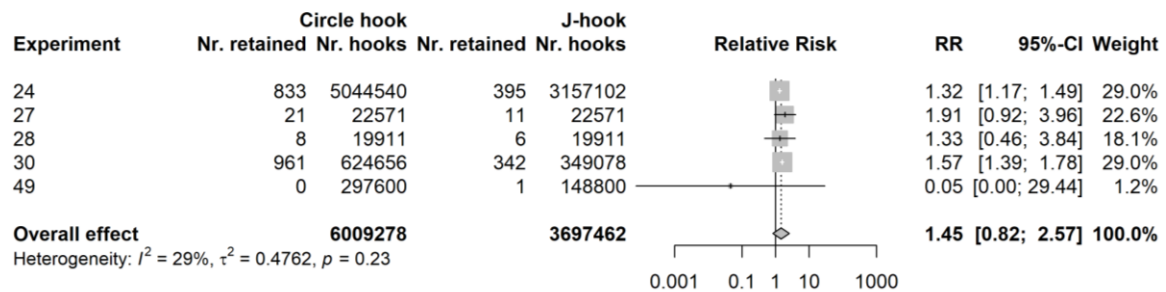 Circle hook J-hook
Experiment Nr. retained Nr. hooks Nr. retained Nr. hooks Relative Risk RR 95%-CI Weight
24 833 5044540 395 3157102 1.32 [1.17; 1.49] 29.0%
27 21 22571 11 22571 1.91 [0.92; 3.96] 22.6%
28 8 19911 6 19911 1.33 [0.46; 3.84] 18.1%
30 961 624656 342 349078 1.57 [1.39; 1.78] 29.0%
49 0 297600 1 148800 0.05 [0.00; 29.44] 1.2%
Overall effect 6009278 3697462 1.45 [0.82; 2.57] 100.0%
Heterogeneity: I² = 29%, τ² = 0.4762, p = 0.23
0.001 0.1 1 10 1000